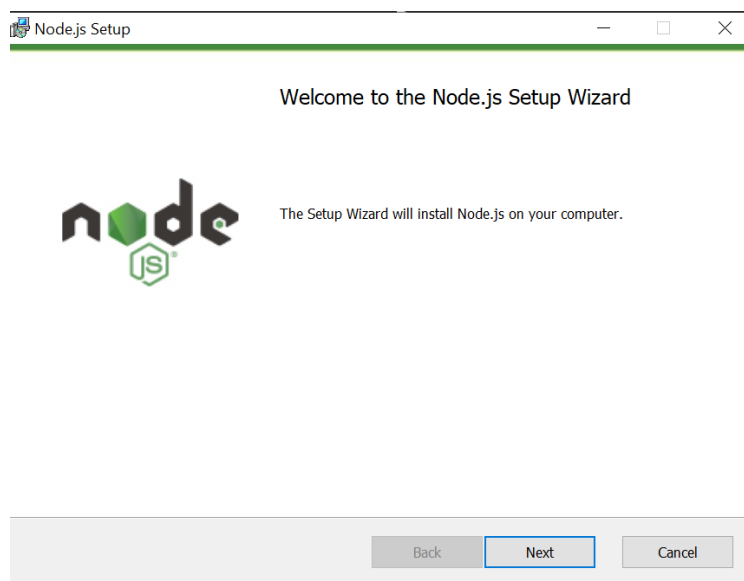 Node.js Setup
Welcome to the Node.js Setup Wizard
node
JS®
The Setup Wizard will install Node.js on your computer.
Back
Next
Cancel